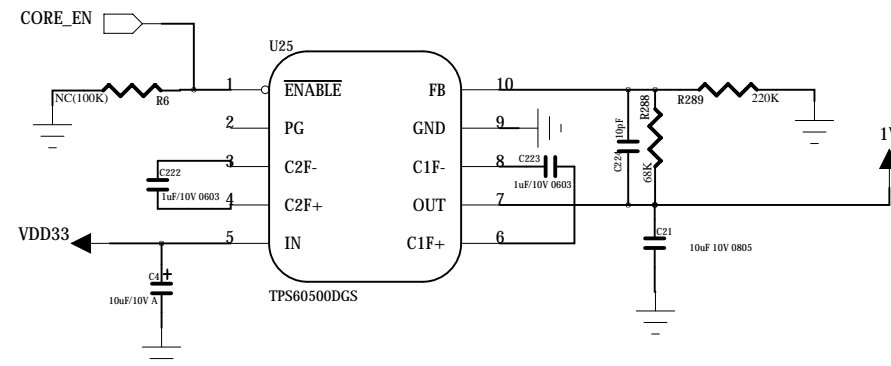 CORE_EN
U25
NC(100K)
R6
1
ENABLE
FB
10
R288
R289
220K
2
PG
GND
9
C224
10pF
68K
1V
3
C2F-
C1F-
8
C222
1uF/10V 0603
C223
1uF/10V 0603
4
C2F+
OUT
7
VDD33
5
IN
C1F+
6
C21
10uF 10V 0805
C4
+
10uF/10V A
TPS60500DGS